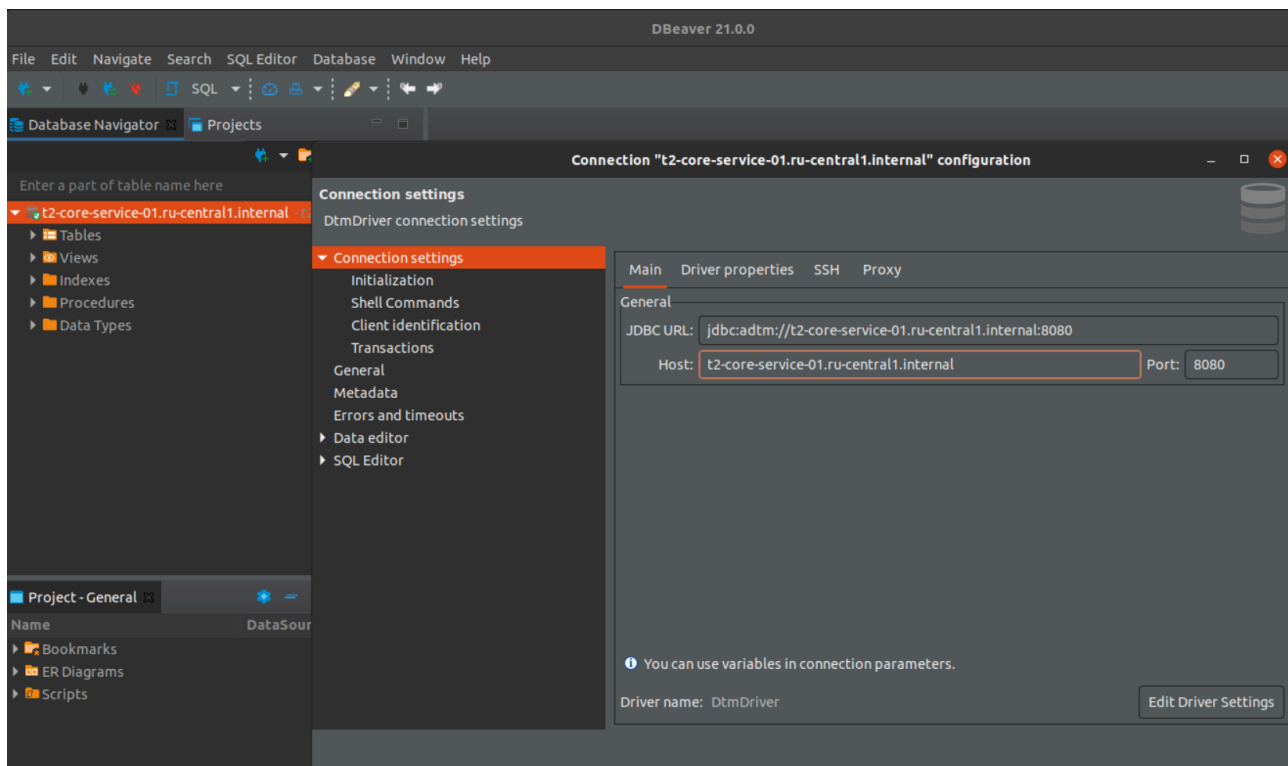 DBeaver 21.0.0
File Edit Navigate Search SQL Editor Database Window Help
SQL
Database Navigator Projects
Connection "t2-core-service-01.ru-central1.internal" configuration
Enter a part of table name here
t2-core-service-01.ru-central1.internal
Tables
Views
Indexes
Procedures
Data Types
Connection settings
DtmDriver connection settings
Connection settings
Initialization
Shell Commands
Client identification
Transactions
General
Metadata
Errors and timeouts
Data editor
SQL Editor
Main Driver properties SSH Proxy
General
JDBC URL: jdbc:adtm://t2-core-service-01.ru-central1.internal:8080
Host: t2-core-service-01.ru-central1.internal Port: 8080
Project - General
Name DataSour
Bookmarks
ER Diagrams
Scripts
You can use variables in connection parameters.
Driver name: DtmDriver Edit Driver Settings